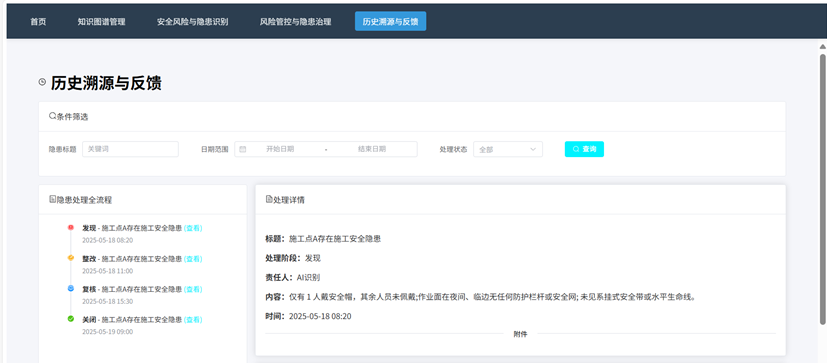 首页 知识图谱管理 安全风险与隐患识别 风险管控与隐患治理 历史溯源与反馈
历史溯源与反馈
条件筛选
隐患标题 关键词 日期范围 开始日期 - 结束日期 处理状态 全部 查询
隐患处理全流程
发现 - 施工点A存在施工安全隐患 (查看)
2025-05-18 08:20
整改 - 施工点A存在施工安全隐患 (查看)
2025-05-18 11:00
复核 - 施工点A存在施工安全隐患 (查看)
2025-05-18 15:30
关闭 - 施工点A存在施工安全隐患 (查看)
2025-05-19 09:00
处理详情
标题：施工点A存在施工安全隐患
处理阶段：发现
责任人：AI识别
内容：仅有 1 人戴安全帽，其余人员未佩戴;作业面在夜间、临边无任何防护栏杆或安全网; 未见系挂式安全带或水平生命线。
时间：2025-05-18 08:20
附件